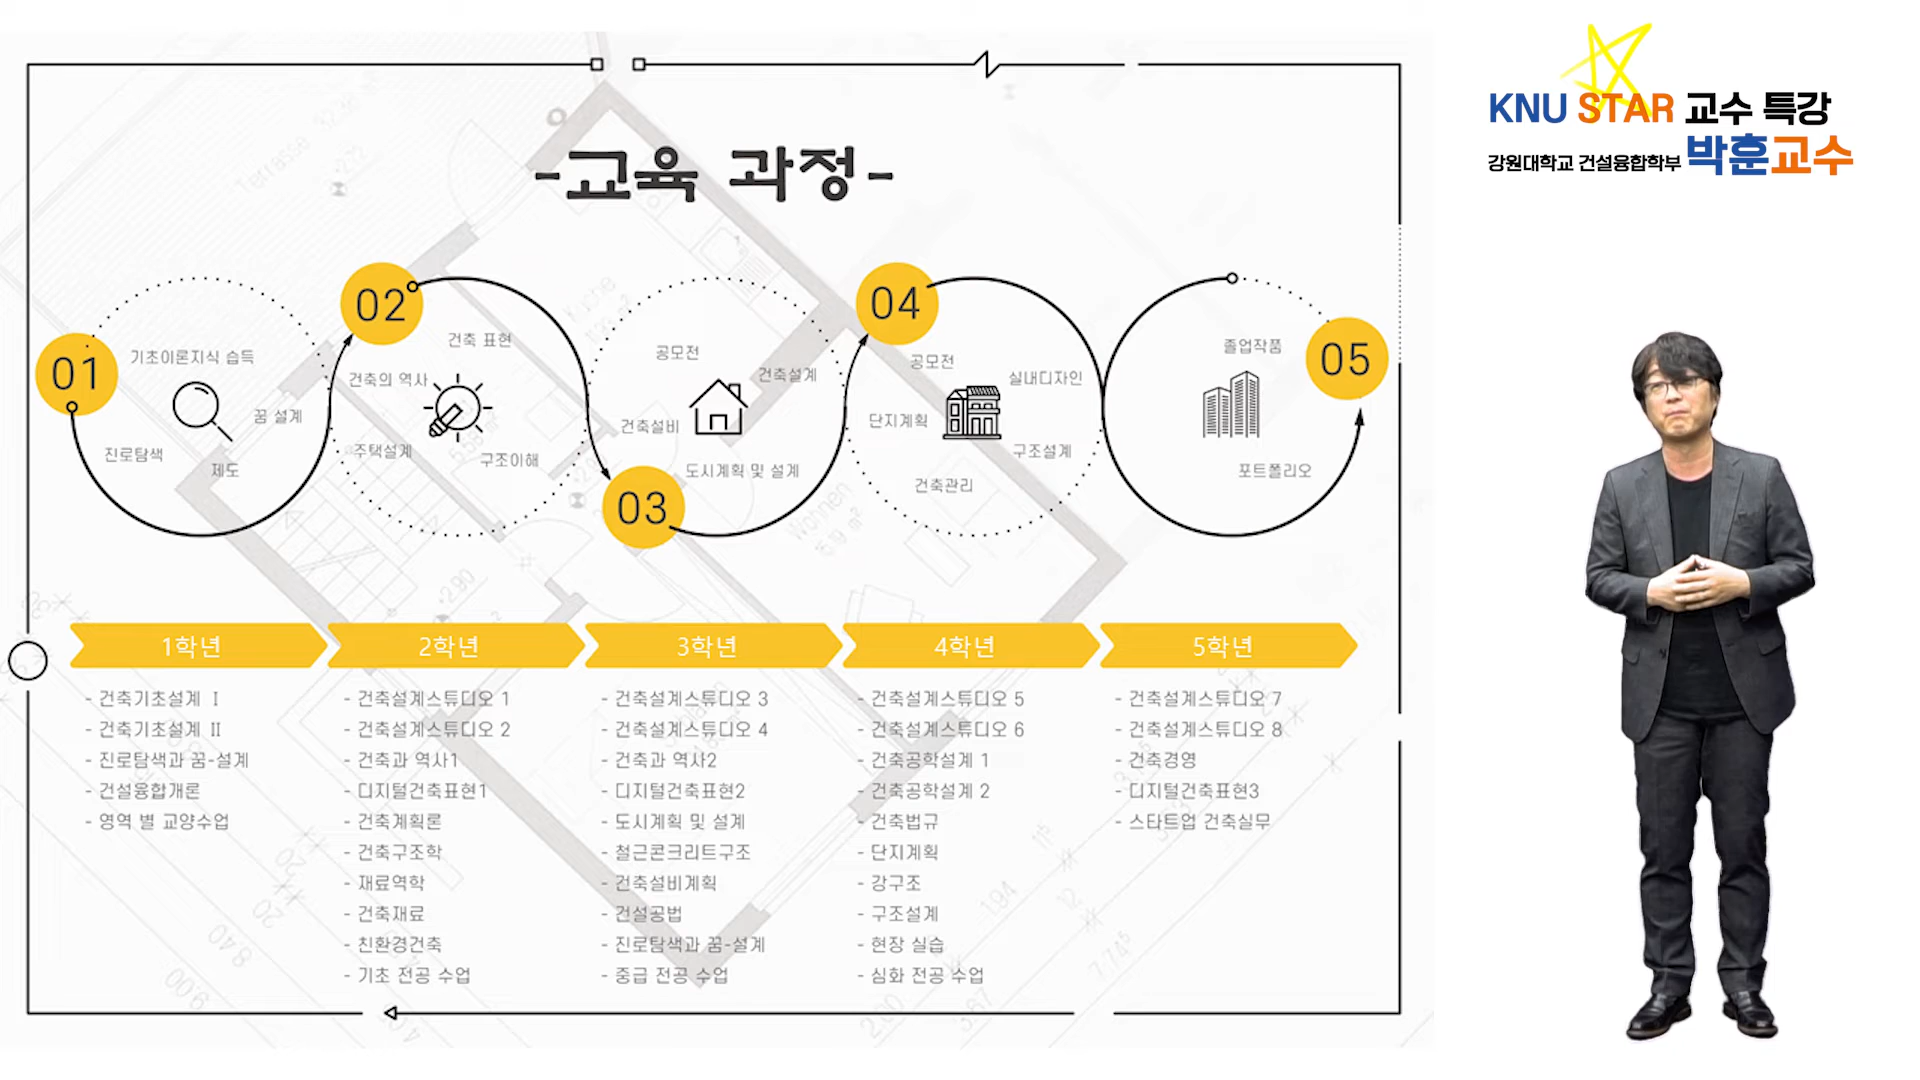 KNU STAR 교수 특강
강원대학교 건설융합학부 박훈교수
-교육 과정-
01
기초이론지식 습득
꿈 설계
진로탐색
제도
02
건축 표현
건축의 역사
주택설계
구조이해
03
공모전
건축설계
건축설비
도시계획 및 설계
04
공모전
실내디자인
단지계획
구조설계
건축관리
05
졸업작품
포트폴리오
1학년
- 건축기초설계 Ⅰ
- 건축기초설계 Ⅱ
- 진로탐색과 꿈-설계
- 건설융합개론
- 영역 별 교양수업
2학년
- 건축설계스튜디오 1
- 건축설계스튜디오 2
- 건축과 역사1
- 디지털건축표현1
- 건축계획론
- 건축구조학
- 재료역학
- 건축재료
- 친환경건축
- 기초 전공 수업
3학년
- 건축설계스튜디오 3
- 건축설계스튜디오 4
- 건축과 역사2
- 디지털건축표현2
- 도시계획 및 설계
- 철근콘크리트구조
- 건축설비계획
- 건설공법
- 진로탐색과 꿈-설계
- 중급 전공 수업
4학년
- 건축설계스튜디오 5
- 건축설계스튜디오 6
- 건축공학설계 1
- 건축공학설계 2
- 건축법규
- 단지계획
- 강구조
- 구조설계
- 현장 실습
- 심화 전공 수업
5학년
- 건축설계스튜디오 7
- 건축설계스튜디오 8
- 건축경영
- 디지털건축표현3
- 스타트업 건축실무